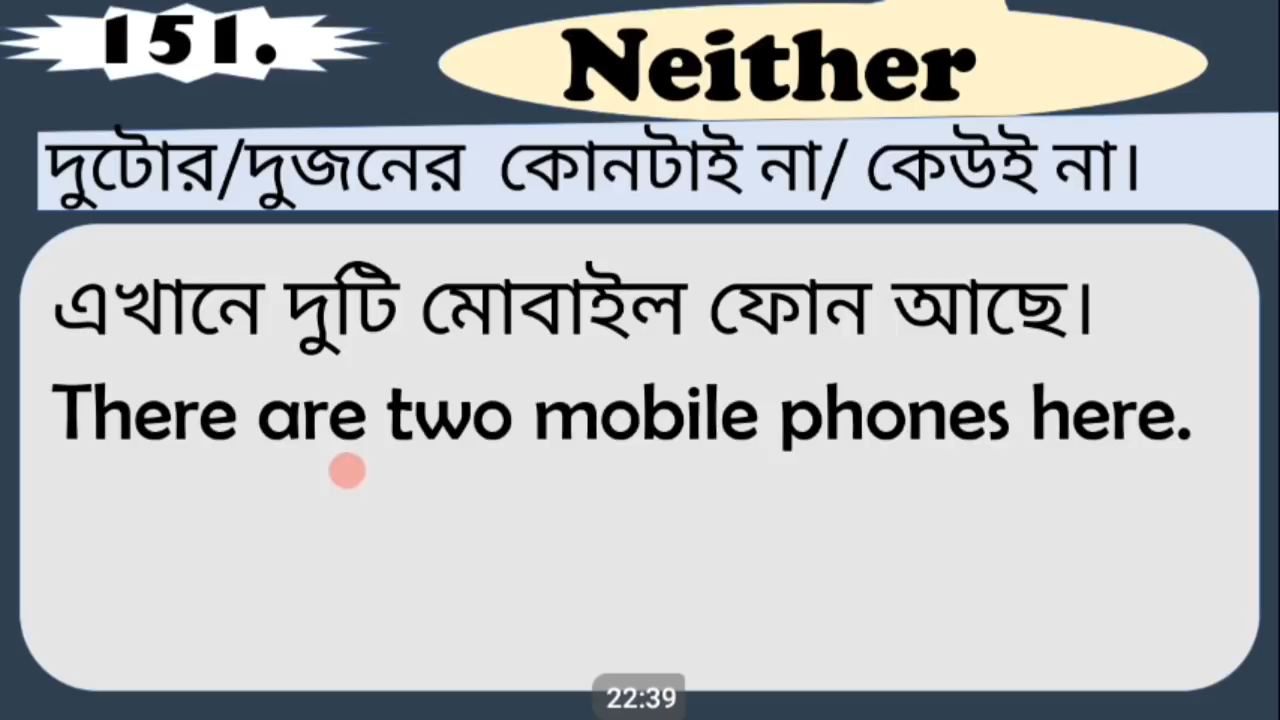 151.
Neither
দুটোর/দুজনের কোনটাই না/ কেউই না।
এখানে দুটি মোবাইল ফোন আছে।
There are two mobile phones here.
22:39